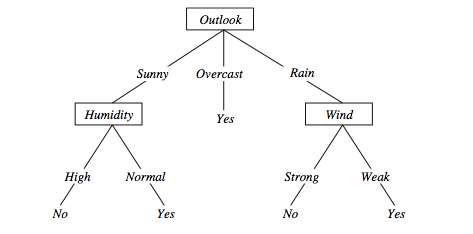 Outlook
Sunny Overcast Rain
Humidity Yes Wind
High Normal Strong Weak
No Yes No Yes